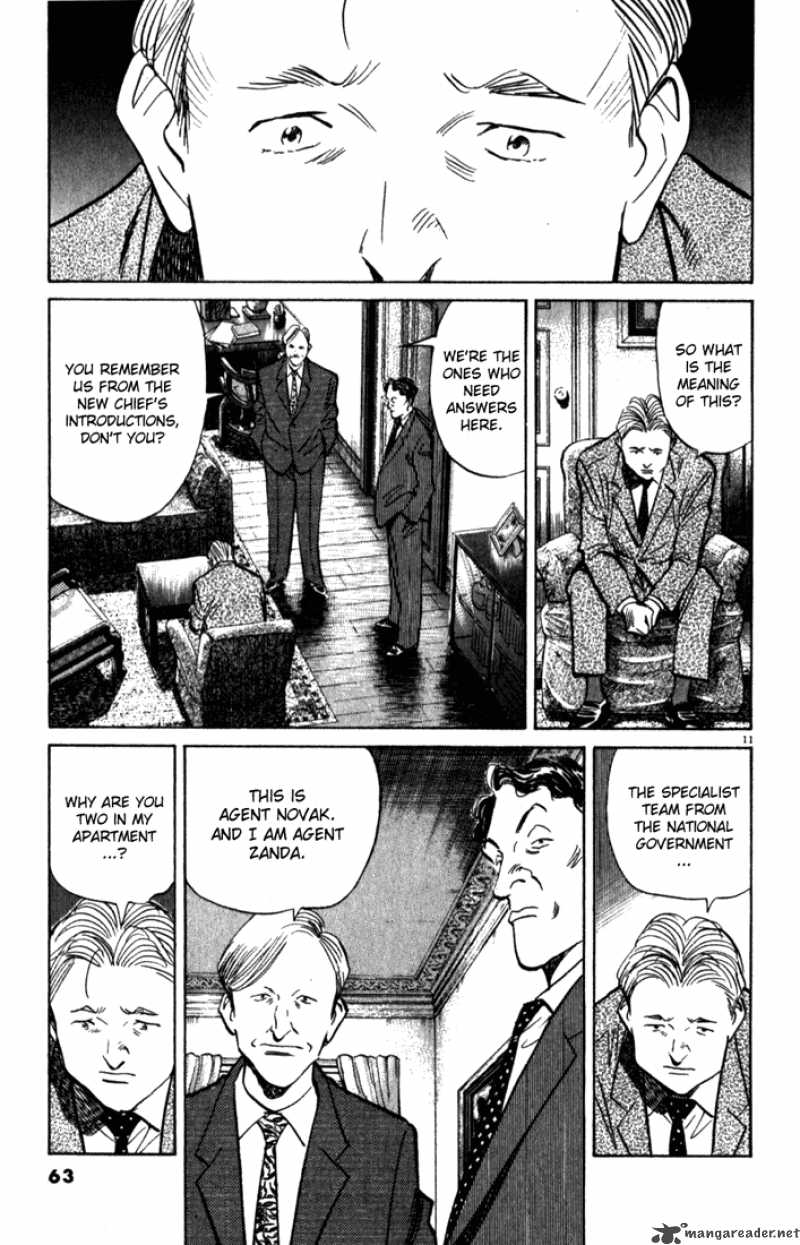 SO WHAT
IS THE
MEANING
OF THIS?
WE'RE THE
ONES WHO
NEED
ANSWERS
HERE.
YOU REMEMBER
US FROM THE
NEW CHIEF'S
INTRODUCTIONS,
DON'T YOU?
11
THE SPECIALIST
TEAM FROM
THE NATIONAL
GOVERNMENT
...
THIS IS
AGENT NOVAK.
AND I AM AGENT
ZANDA.
WHY ARE YOU
TWO IN MY
APARTMENT
...?
63
mangareader.net